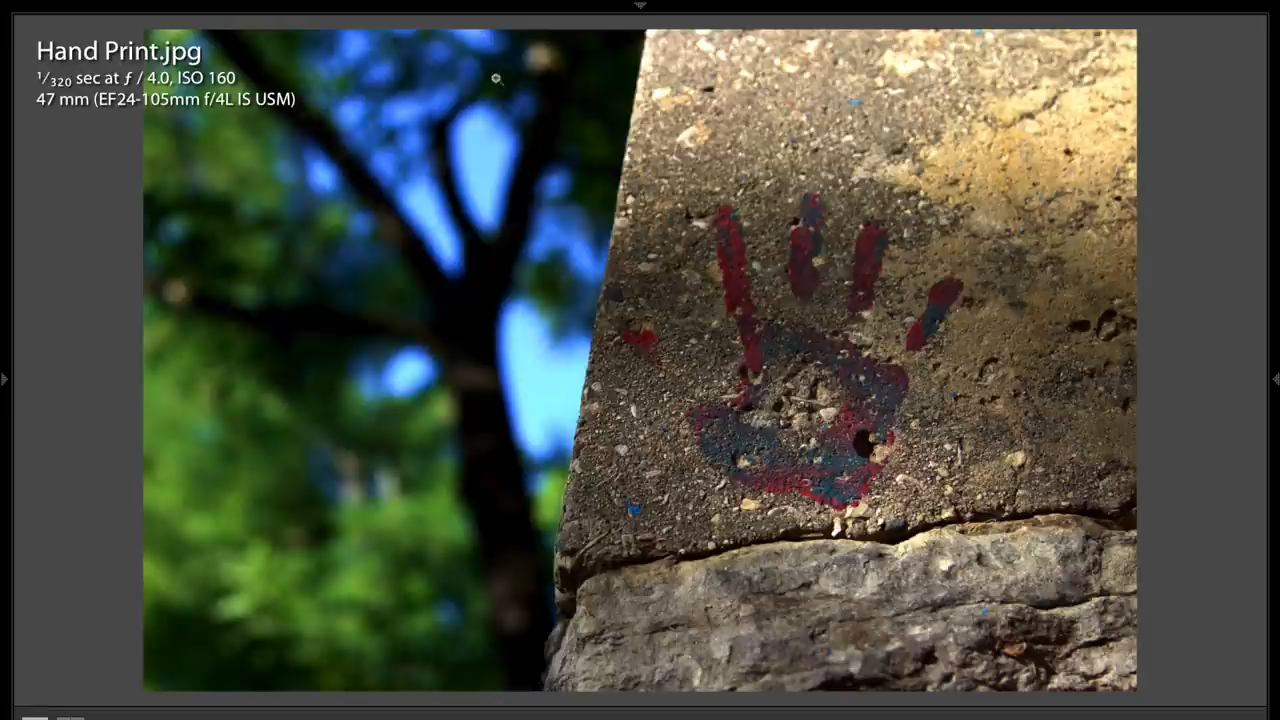 Hand Print.jpg
1/320 sec at ƒ / 4.0, ISO 160
47 mm (EF24-105mm f/4L IS USM)